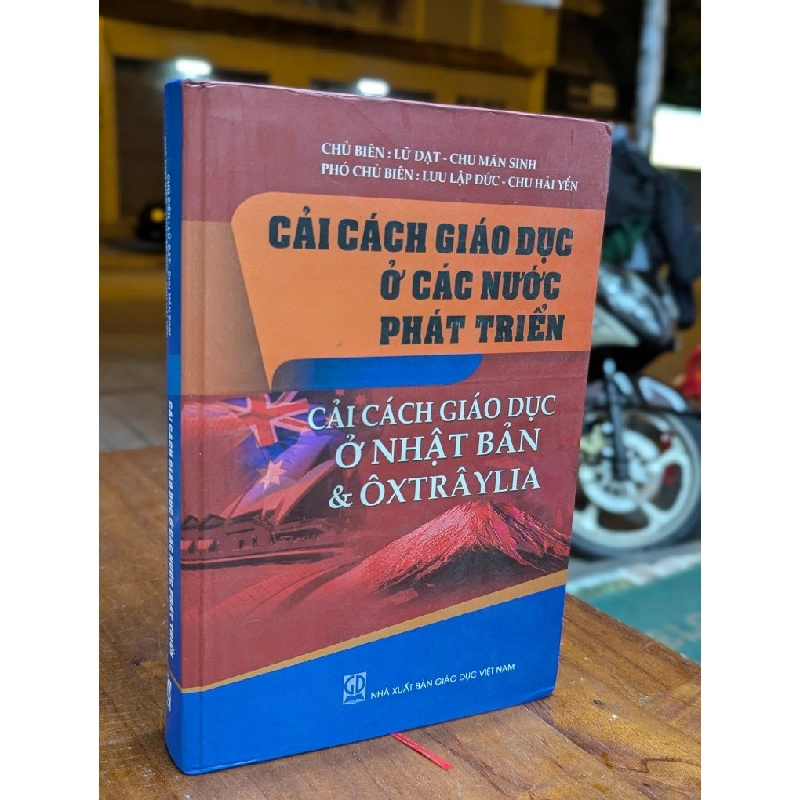 CHỦ BIÊN : LỮ ĐẠT - CHU MÃN SINH
PHÓ CHỦ BIÊN : LƯU LẬP ĐỨC - CHU HẢI YẾN
CẢI CÁCH GIÁO DỤC
Ở CÁC NƯỚC
PHÁT TRIỂN
CẢI CÁCH GIÁO DỤC
Ở NHẬT BẢN
& ÔXTRÂYLIA
GD
NHÀ XUẤT BẢN GIÁO DỤC VIỆT NAM
CẢI CÁCH GIÁO DỤC Ở CÁC NƯỚC PHÁT TRIỂN